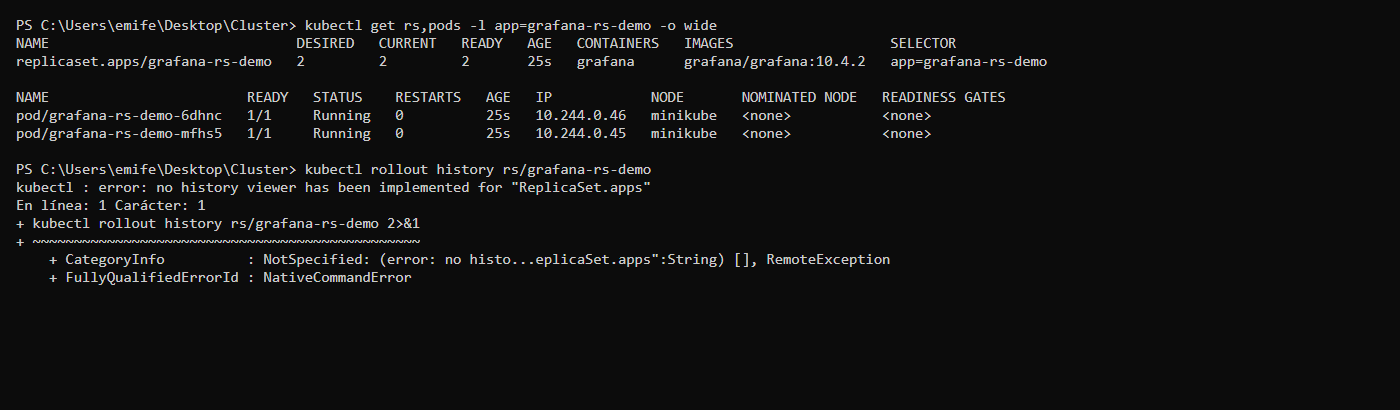 PS C:\Users\emife\Desktop\Cluster> kubectl get rs,pods -l app=grafana-rs-demo -o wide
NAME                              DESIRED   CURRENT   READY   AGE   CONTAINERS   IMAGES                   SELECTOR
replicaset.apps/grafana-rs-demo   2         2         2       25s   grafana      grafana/grafana:10.4.2   app=grafana-rs-demo

NAME                        READY   STATUS    RESTARTS   AGE   IP            NODE       NOMINATED NODE   READINESS GATES
pod/grafana-rs-demo-6dhnc   1/1     Running   0          25s   10.244.0.46   minikube   <none>           <none>
pod/grafana-rs-demo-mfhs5   1/1     Running   0          25s   10.244.0.45   minikube   <none>           <none>

PS C:\Users\emife\Desktop\Cluster> kubectl rollout history rs/grafana-rs-demo
kubectl : error: no history viewer has been implemented for "ReplicaSet.apps"
En línea: 1 Carácter: 1
+ kubectl rollout history rs/grafana-rs-demo 2>&1
+ ~~~~~~~~~~~~~~~~~~~~~~~~~~~~~~~~~~~~~~~~~~~~~~~
    + CategoryInfo          : NotSpecified: (error: no histo...eplicaSet.apps":String) [], RemoteException
    + FullyQualifiedErrorId : NativeCommandError